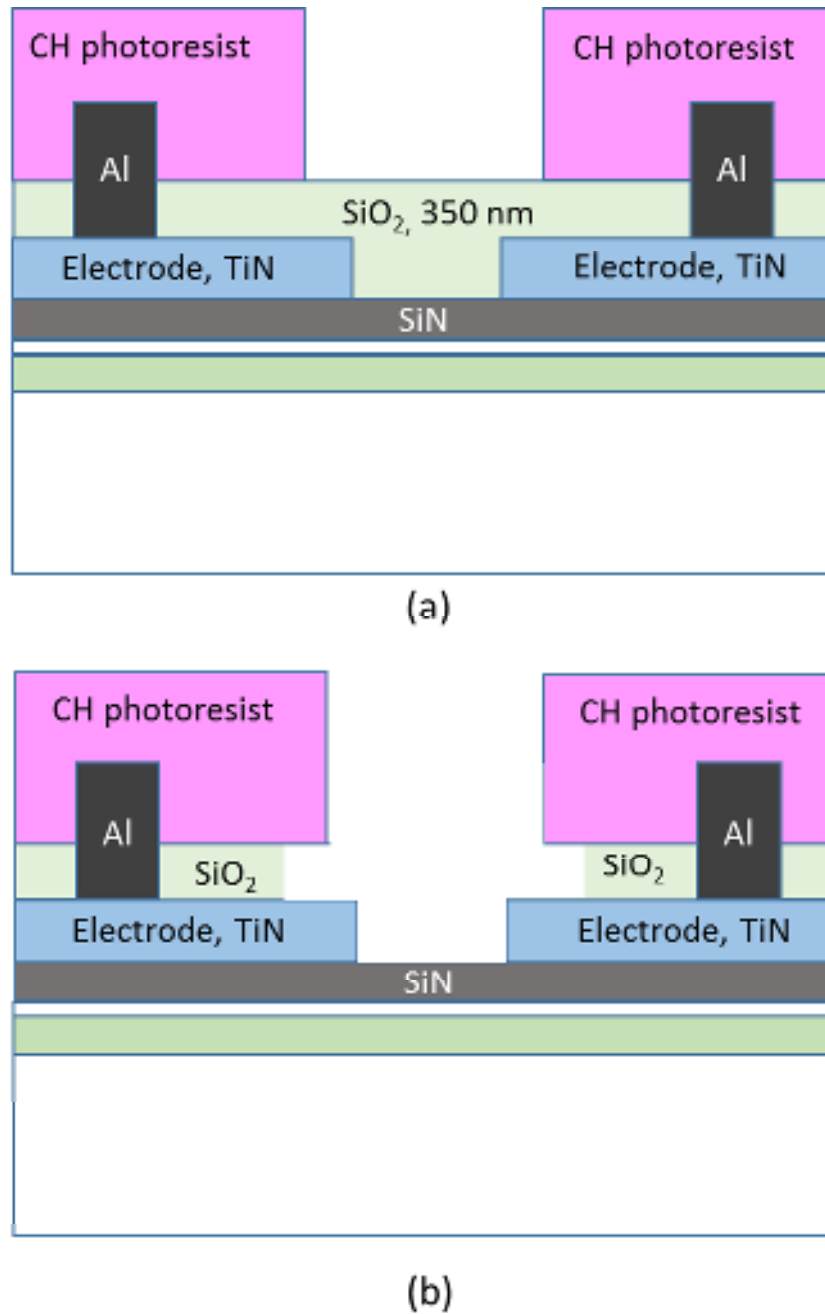 CH photoresist CH photoresist
Al Al
SiO₂, 350 nm
Electrode, TiN Electrode, TiN
SiN
(a)
CH photoresist CH photoresist
Al Al
SiO₂ SiO₂
Electrode, TiN Electrode, TiN
SiN
(b)